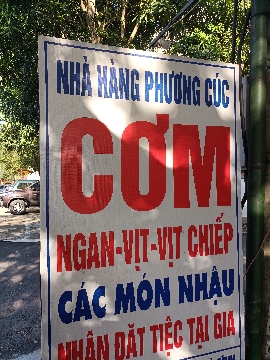 NHÀ HÀNG PHƯƠNG CÚC
CƠM
NGAN-VỊT-VỊT CHIẾP
CÁC MÓN NHẬU
NHẬN ĐẶT TIỆC TẠI GIA